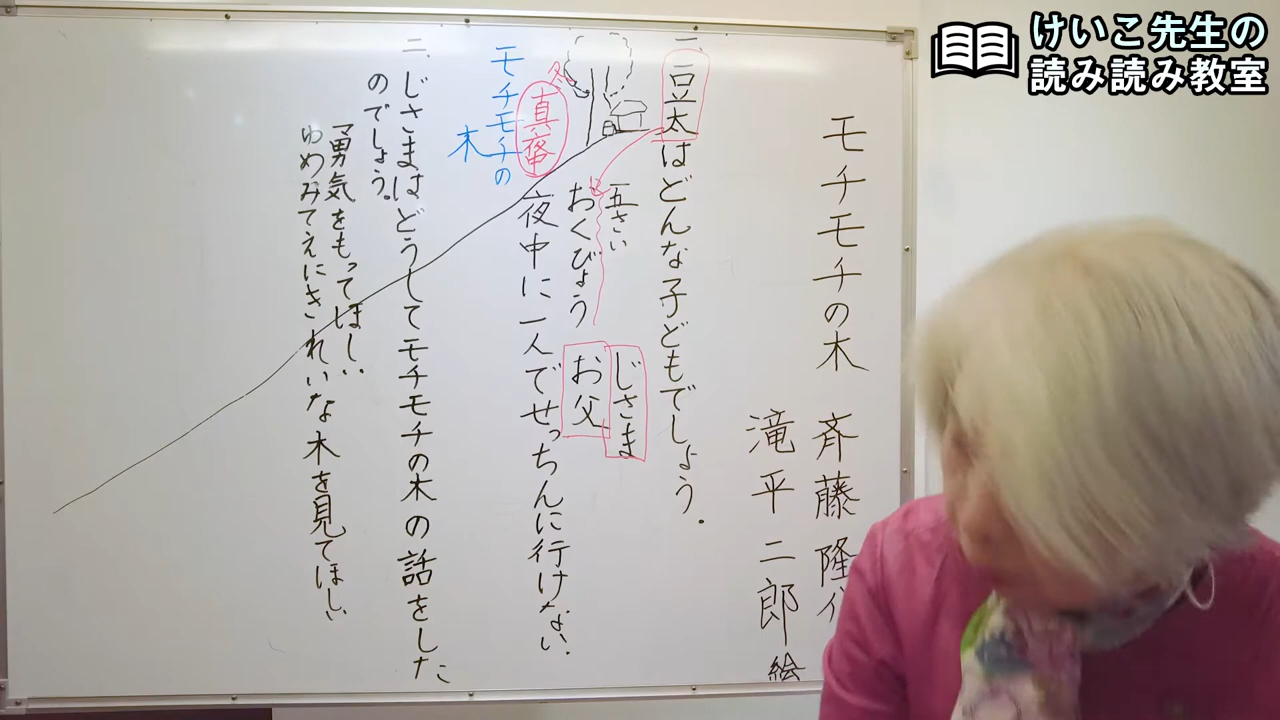 けいこ先生の
読み読み教室
モチモチの木
斉藤隆介
滝平二郎 絵
一、豆太はどんな子どもでしょう。
五さい
じさま
おくびょう
お父
夜中に一人でせっちんに行けない。
冬
真夜中
モチモチの
木
二、じさまはどうしてモチモチの木の話をした
のでしょう。
勇気をもってほしい
ゆめみてえにきれいな木を見てほしい